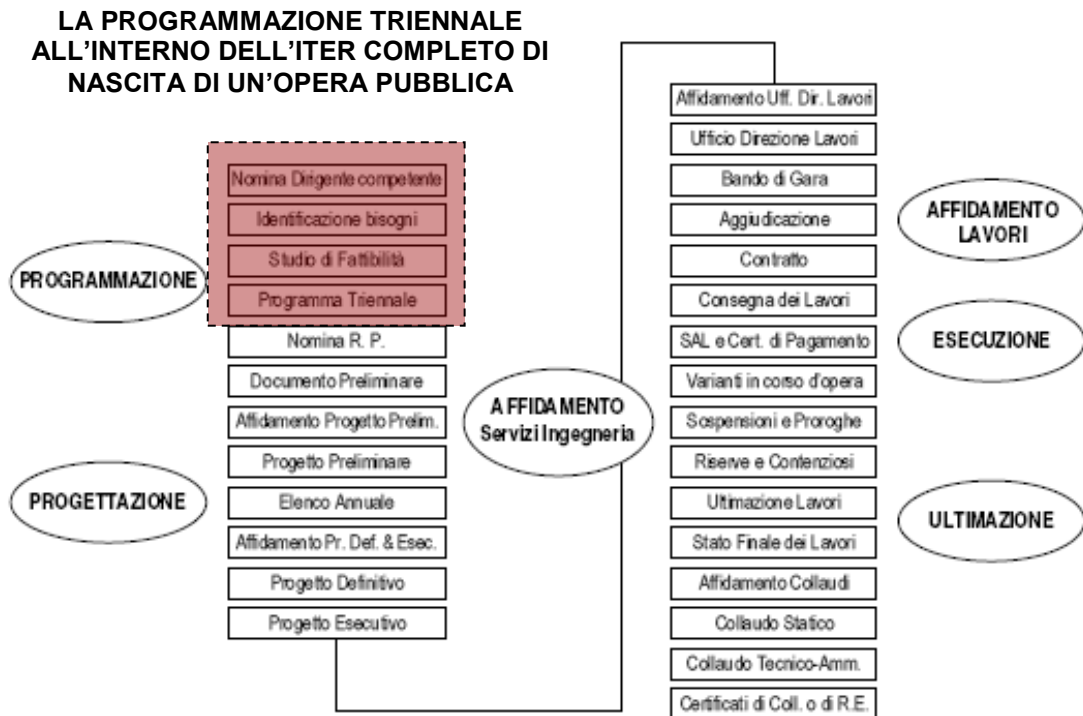 LA PROGRAMMAZIONE TRIENNALE
ALL'INTERNO DELL'ITER COMPLETO DI
NASCITA DI UN'OPERA PUBBLICA
PROGRAMMAZIONE
Nomina Dirigente competente
Identificazione bisogni
Studio di Fattibilità
Programma Triennale
Nomina R. P.
Documento Preliminare
Affidamento Progetto Prelim.
Progetto Preliminare
Elenco Annuale
Affidamento Pr. Def. & Esec.
Progetto Definitivo
Progetto Esecutivo
PROGETTAZIONE
AFFIDAMENTO
Servizi Ingegneria
Affidamento Uff. Dir. Lavori
Ufficio Direzione Lavori
Bando di Gara
Aggiudicazione
Contratto
Consegna dei Lavori
SAL e Cert. di Pagamento
Varianti in corso d'opera
Sospensioni e Proroghe
Riserve e Contenziosi
Ultimazione Lavori
Stato Finale dei Lavori
Affidamento Collaudi
Collaudo Statico
Collaudo Tecnico-Amm.
Certificati di Coll. o di R.E.
AFFIDAMENTO
LAVORI
ESECUZIONE
ULTIMAZIONE